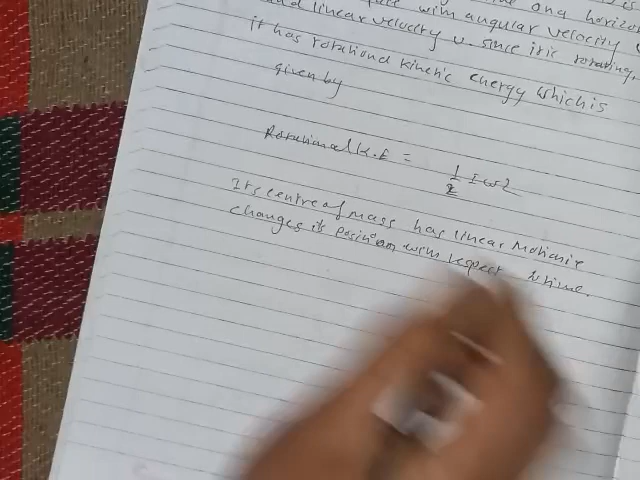 with angular velocity
and linear velocity v. since it is rotating,
it has rotational kinetic energy which is
given by
Rotational K.E = 1/2 Iω2
Its centre of mass has linear motion ie
changes its position with respect to time.